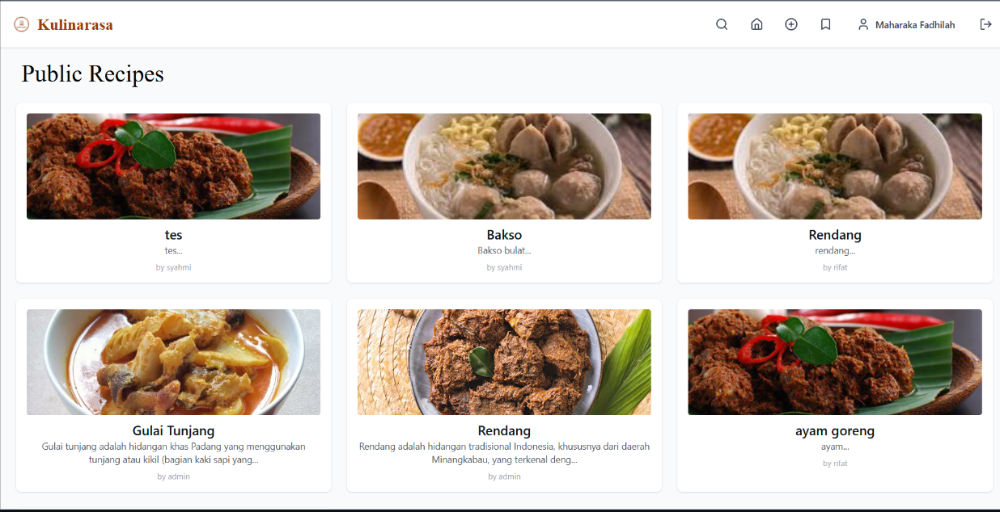 Kulinarasa
Maharaka Fadhilah
Public Recipes
tes
tes...
by syahmi
Bakso
Bakso bulat...
by syahmi
Rendang
rendang...
by rifat
Gulai Tunjang
Gulai tunjang adalah hidangan khas Padang yang menggunakan
tunjang atau kikil (bagian kaki sapi yang...
by admin
Rendang
Rendang adalah hidangan tradisional Indonesia, khususnya dari daerah
Minangkabau, yang terkenal deng...
by admin
ayam goreng
ayam...
by rifat